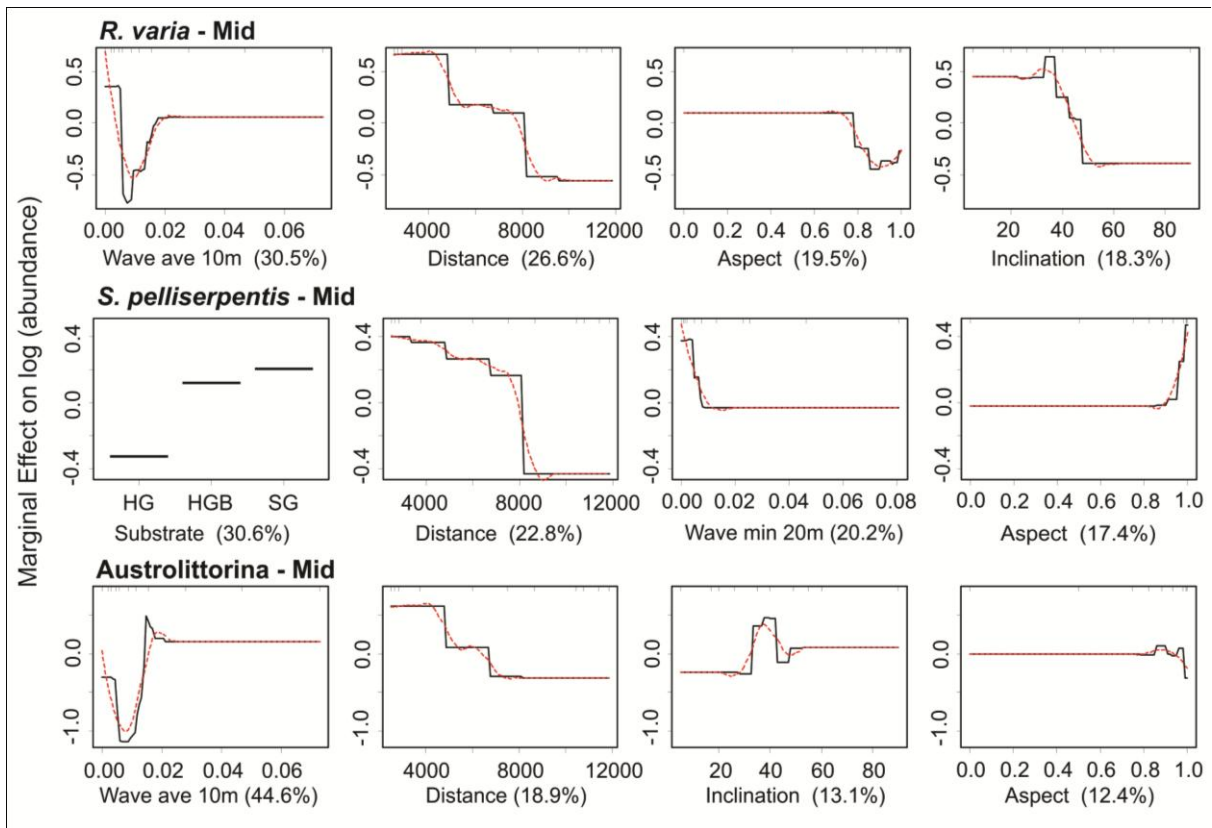 Marginal Effect on log (abundance)
R. varia - Mid
0.5
0.0
-0.5
0.00 0.02 0.04 0.06
Wave ave 10m (30.5%)
0.5
0.0
-0.5
4000 8000 12000
Distance (26.6%)
0.5
0.0
-0.5
0.0 0.2 0.4 0.6 0.8 1.0
Aspect (19.5%)
0.5
0.0
-0.5
20 40 60 80
Inclination (18.3%)
S. pelliserpentis - Mid
0.4
0.0
-0.4
HG HGB SG
Substrate (30.6%)
0.4
0.0
-0.4
4000 8000 12000
Distance (22.8%)
0.4
0.0
-0.4
0.00 0.02 0.04 0.06 0.08
Wave min 20m (20.2%)
0.4
0.0
-0.4
0.0 0.2 0.4 0.6 0.8 1.0
Aspect (17.4%)
Austrolittorina - Mid
0.0
-1.0
0.00 0.02 0.04 0.06
Wave ave 10m (44.6%)
0.0
-1.0
4000 8000 12000
Distance (18.9%)
0.0
-1.0
20 40 60 80
Inclination (13.1%)
0.0
-1.0
0.0 0.2 0.4 0.6 0.8 1.0
Aspect (12.4%)